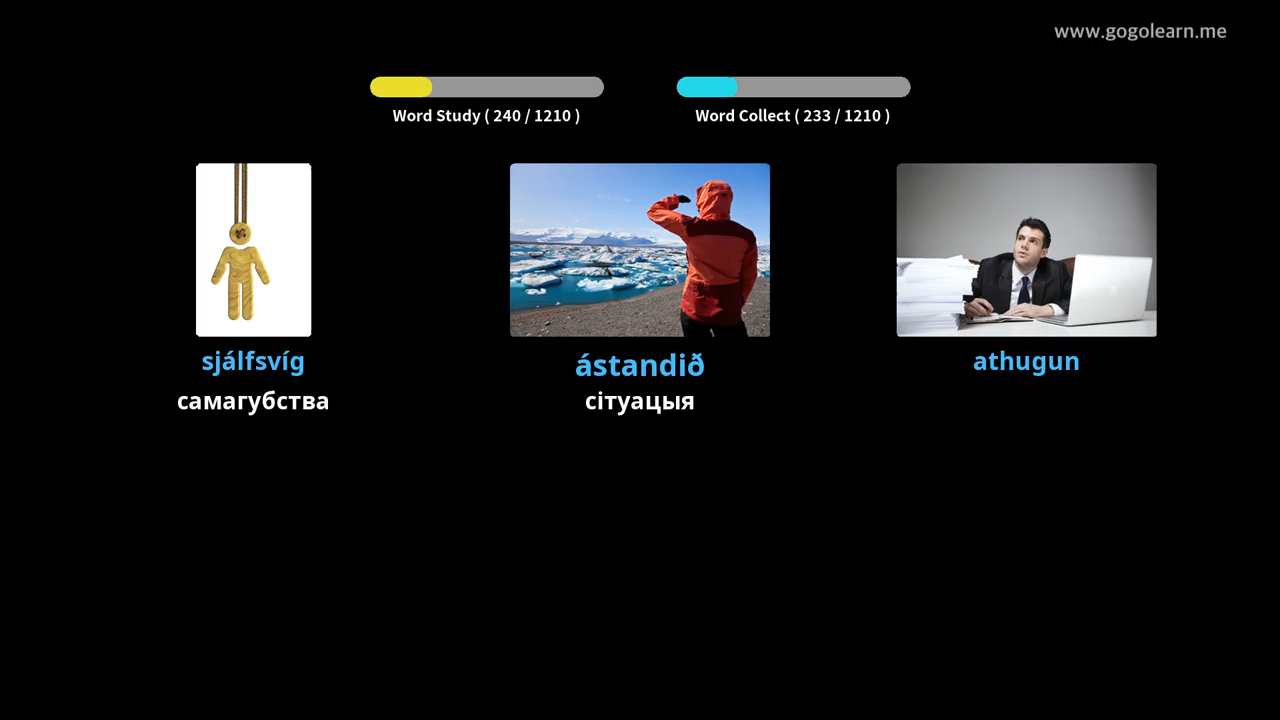 www.gogolearn.me
Word Study ( 240 / 1210 )
Word Collect ( 233 / 1210 )
sjálfsvíg
ástandið
athugun
самагубства
сітуацыя